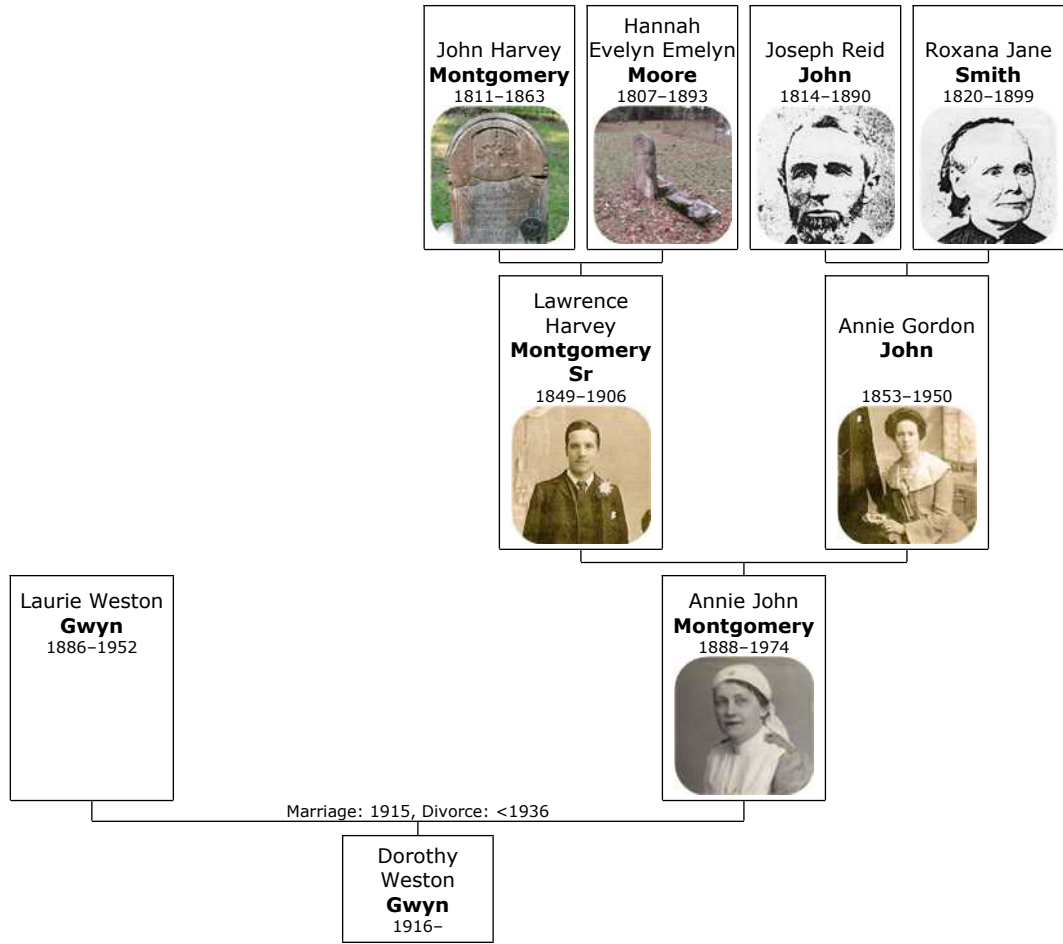 John Harvey
Montgomery
1811–1863
Hannah
Evelyn Emelyn
Moore
1807–1893
Joseph Reid
John
1814–1890
Roxana Jane
Smith
1820–1899
Lawrence
Harvey
Montgomery
Sr
1849–1906
Annie Gordon
John
1853–1950
Laurie Weston
Gwyn
1886–1952
Annie John
Montgomery
1888–1974
Marriage: 1915, Divorce: <1936
Dorothy
Weston
Gwyn
1916–